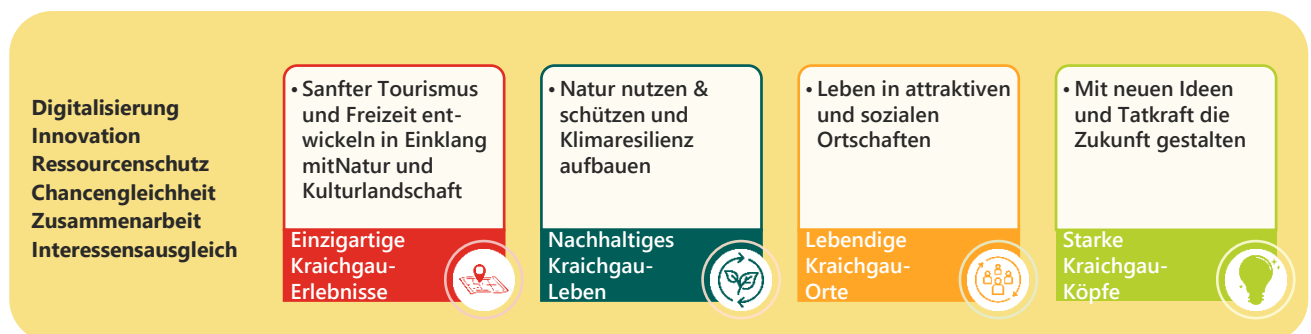 Digitalisierung
Innovation
Ressourcenschutz
Chancengleichheit
Zusammenarbeit
Interessensausgleich
• Sanfter Tourismus
und Freizeit ent-
wickeln in Einklang
mitNatur und
Kulturlandschaft
Einzigartige
Kraichgau-
Erlebnisse
• Natur nutzen &
schützen und
Klimaresilienz
aufbauen
Nachhaltiges
Kraichgau-
Leben
• Leben in attraktiven
und sozialen
Ortschaften
Lebendige
Kraichgau-
Orte
• Mit neuen Ideen
und Tatkraft die
Zukunft gestalten
Starke
Kraichgau-
Köpfe